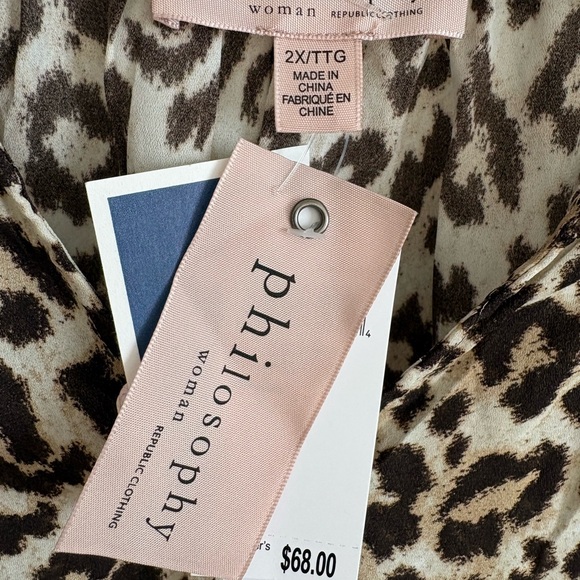 woman REPUBLIC CLOTHING
2X/TTG
MADE IN
CHINA
FABRIQUÉ EN
CHINE
philosophy
woman REPUBLIC CLOTHING
$68.00